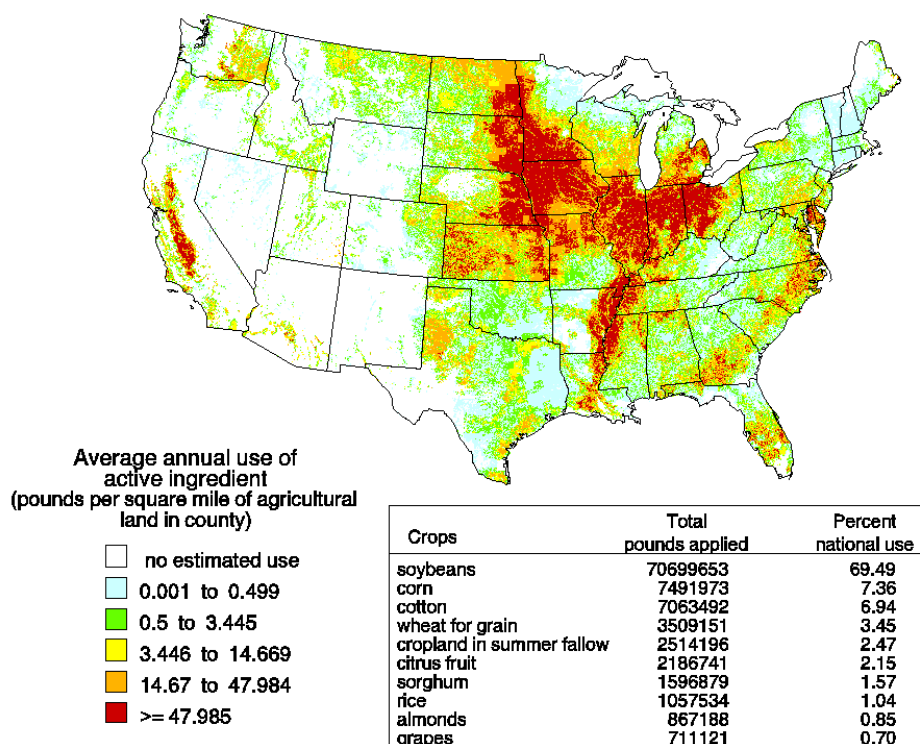 Average annual use of
active ingredient
(pounds per square mile of agricultural
land in county)
no estimated use
0.001 to 0.499
0.5 to 3.445
3.446 to 14.669
14.67 to 47.984
>= 47.985
Crops Total pounds applied Percent national use
soybeans 70699653 69.49
corn 7491973 7.36
cotton 7063492 6.94
wheat for grain 3509151 3.45
cropland in summer fallow 2514196 2.47
citrus fruit 2186741 2.15
sorghum 1596879 1.57
rice 1057534 1.04
almonds 867188 0.85
grapes 711121 0.70